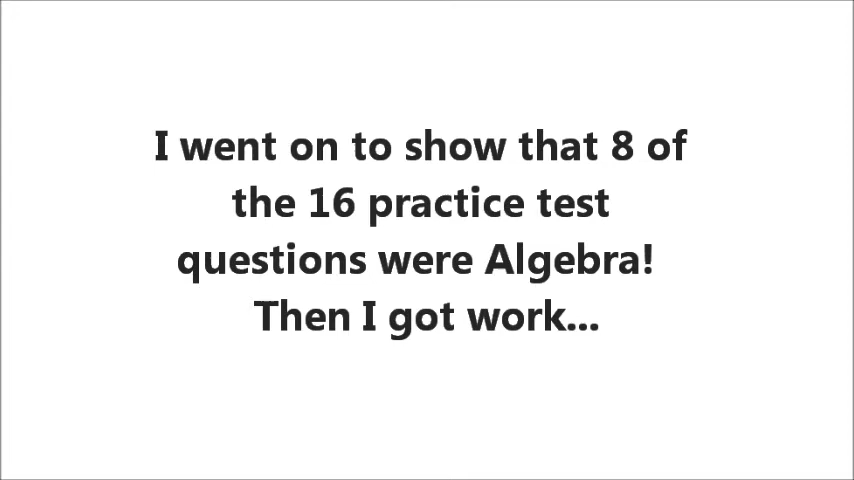 I went on to show that 8 of
the 16 practice test
questions were Algebra!
Then I got work...